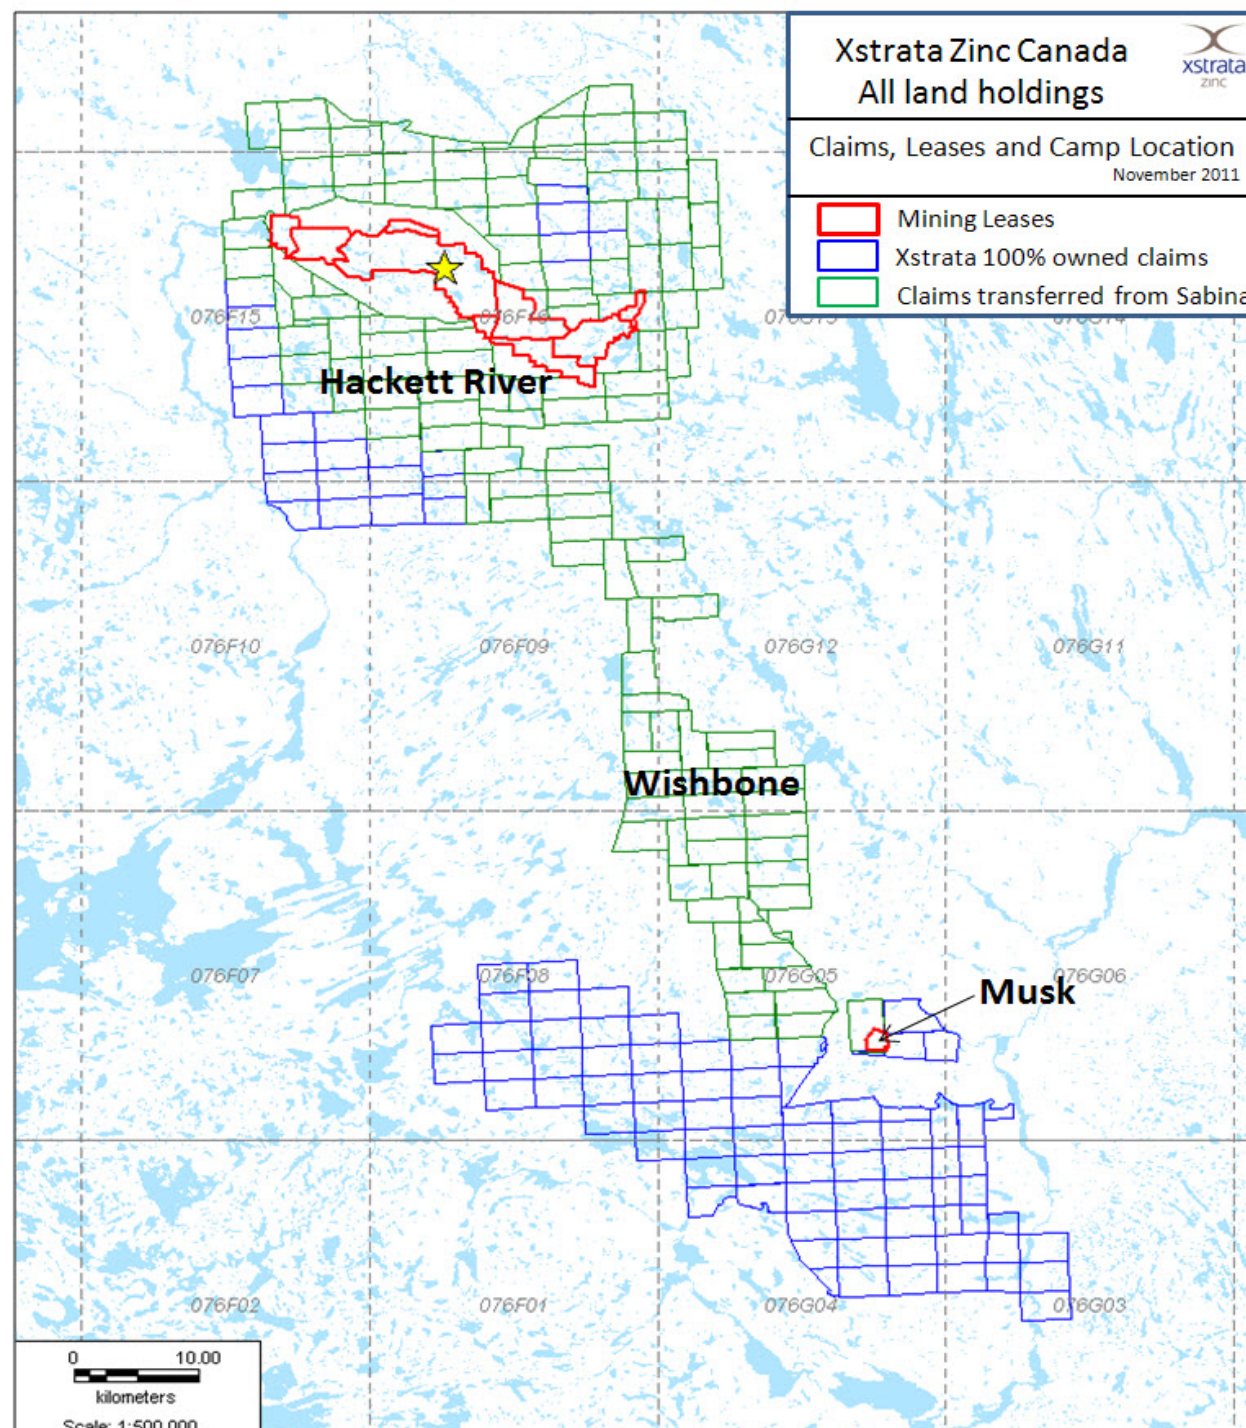 Xstrata Zinc Canada
All land holdings
xstrata
zinc
Claims, Leases and Camp Location
November 2011
Mining Leases
Xstrata 100% owned claims
Claims transferred from Sabina
076F15
Hackett River
076F10
076F09
076G12
076G11
Wishbone
076F07
076F08
076G05
076G06
Musk
076F02
076F01
076G04
076G03
0 10.00
kilometers
Scale: 1:500,000